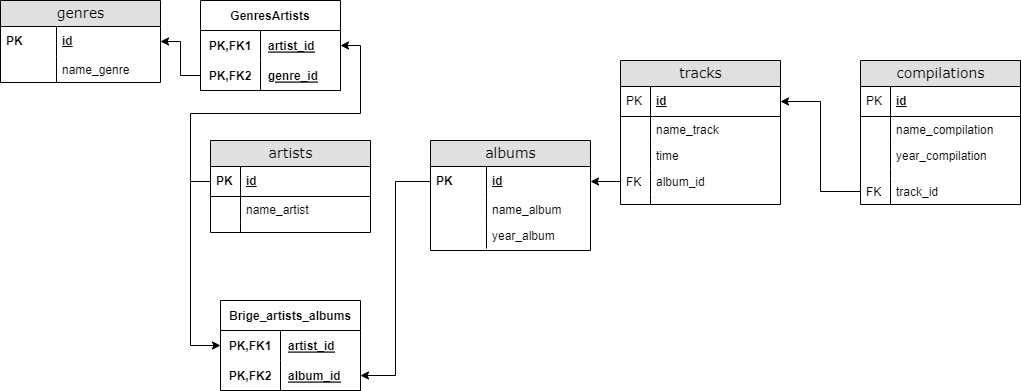 genres
PK id
name_genre
GenresArtists
PK,FK1 artist_id
PK,FK2 genre_id
artists
PK id
name_artist
Brige_artists_albums
PK,FK1 artist_id
PK,FK2 album_id
albums
PK id
name_album
year_album
tracks
PK id
name_track
time
FK album_id
compilations
PK id
name_compilation
year_compilation
FK track_id